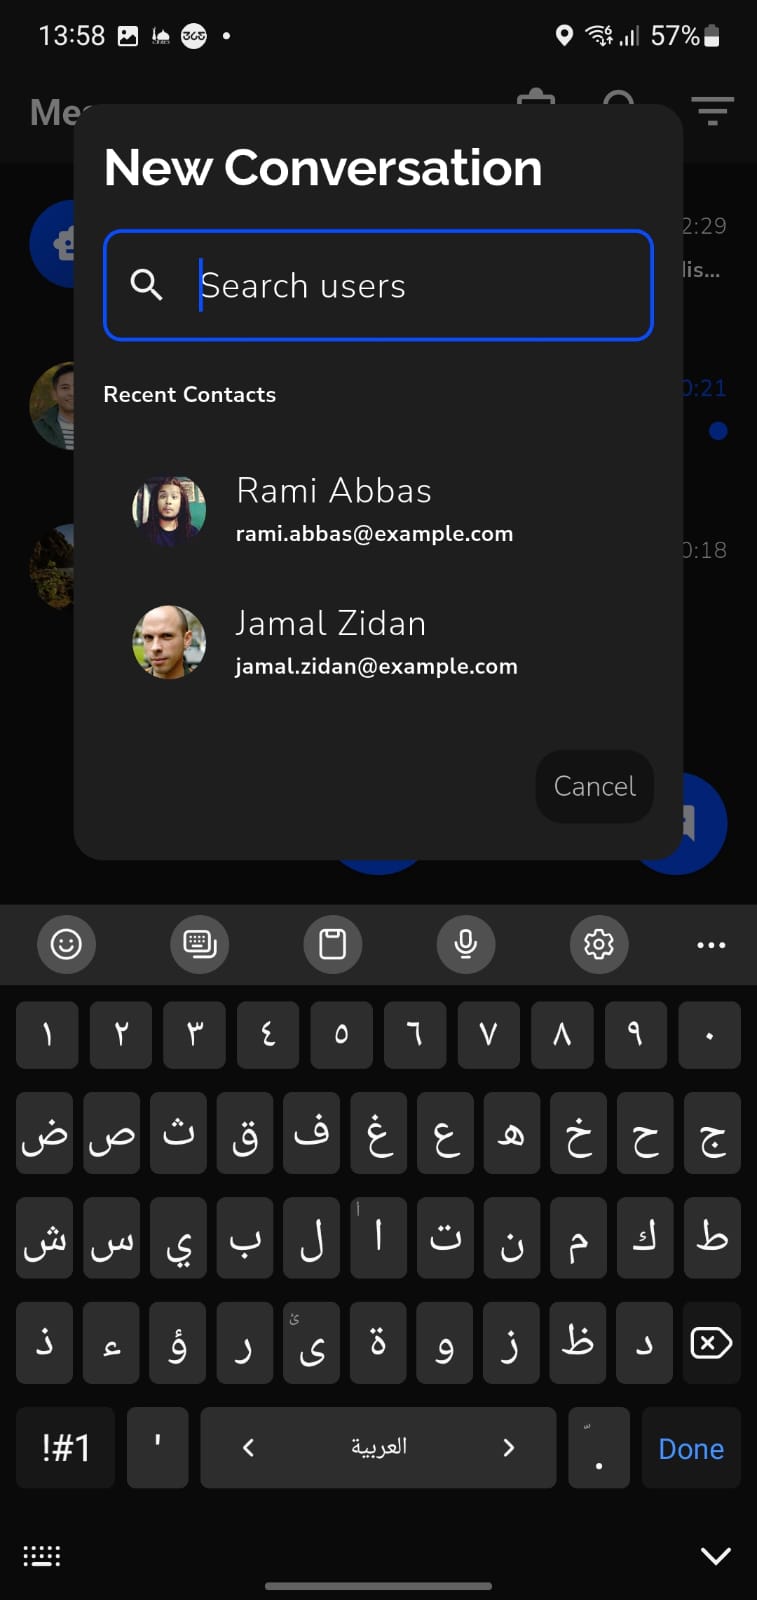 13:58
57%
Me
New Conversation
Search users
2:29
lis...
Recent Contacts
0:21
Rami Abbas
rami.abbas@example.com
0:18
Jamal Zidan
jamal.zidan@example.com
Cancel
١ ٢ ٣ ٤ ٥ ٦ ٧ ٨ ٩ ٠
ض ص ث ق ف غ ع ه خ ح ج
ش س ي ب ل ا أ ت ن م ك ط
ذ ء ؤ ر ى ئ ة و ز ظ د
!#1 ' < العربية > . Done